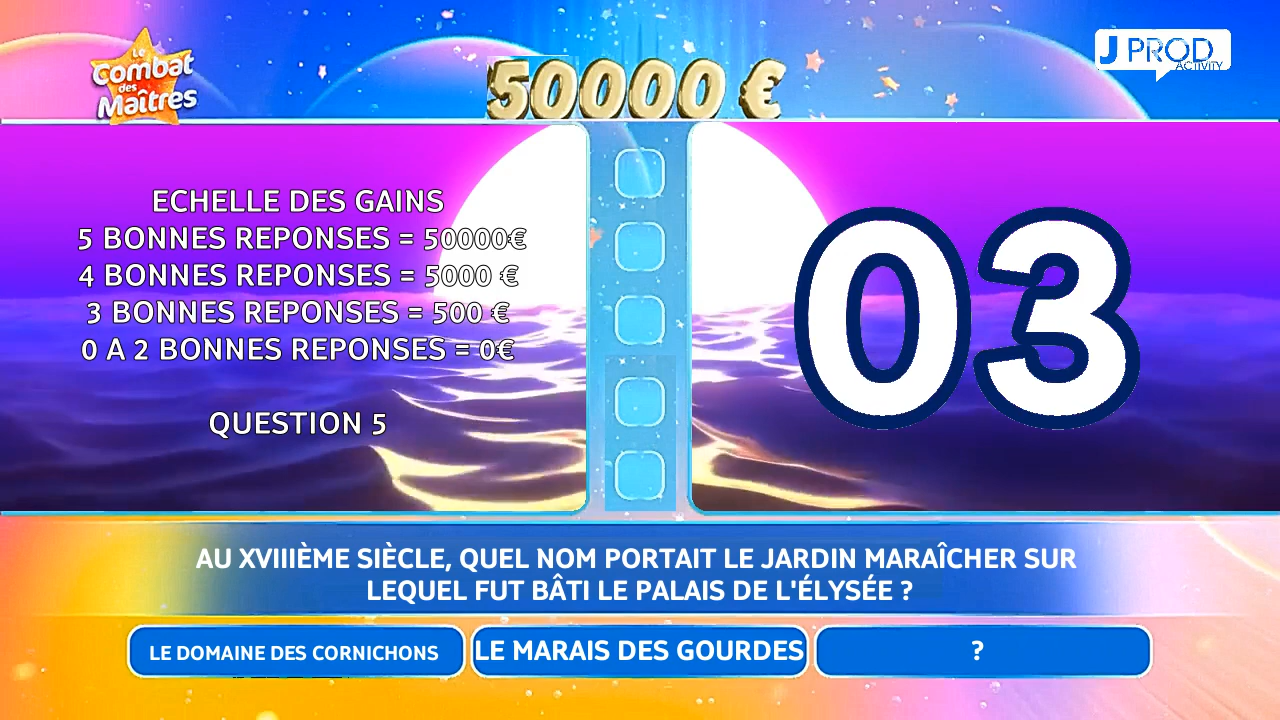 Le
Combat
des
Maîtres
50000 €
J PROD
ACTIVITY
ECHELLE DES GAINS
5 BONNES REPONSES = 50000€
4 BONNES REPONSES = 5000 €
3 BONNES REPONSES = 500 €
0 A 2 BONNES REPONSES = 0€
QUESTION 5
03
AU XVIIIÈME SIÈCLE, QUEL NOM PORTAIT LE JARDIN MARAÎCHER SUR
LEQUEL FUT BÂTI LE PALAIS DE L'ÉLYSÉE ?
LE DOMAINE DES CORNICHONS
LE MARAIS DES GOURDES
?